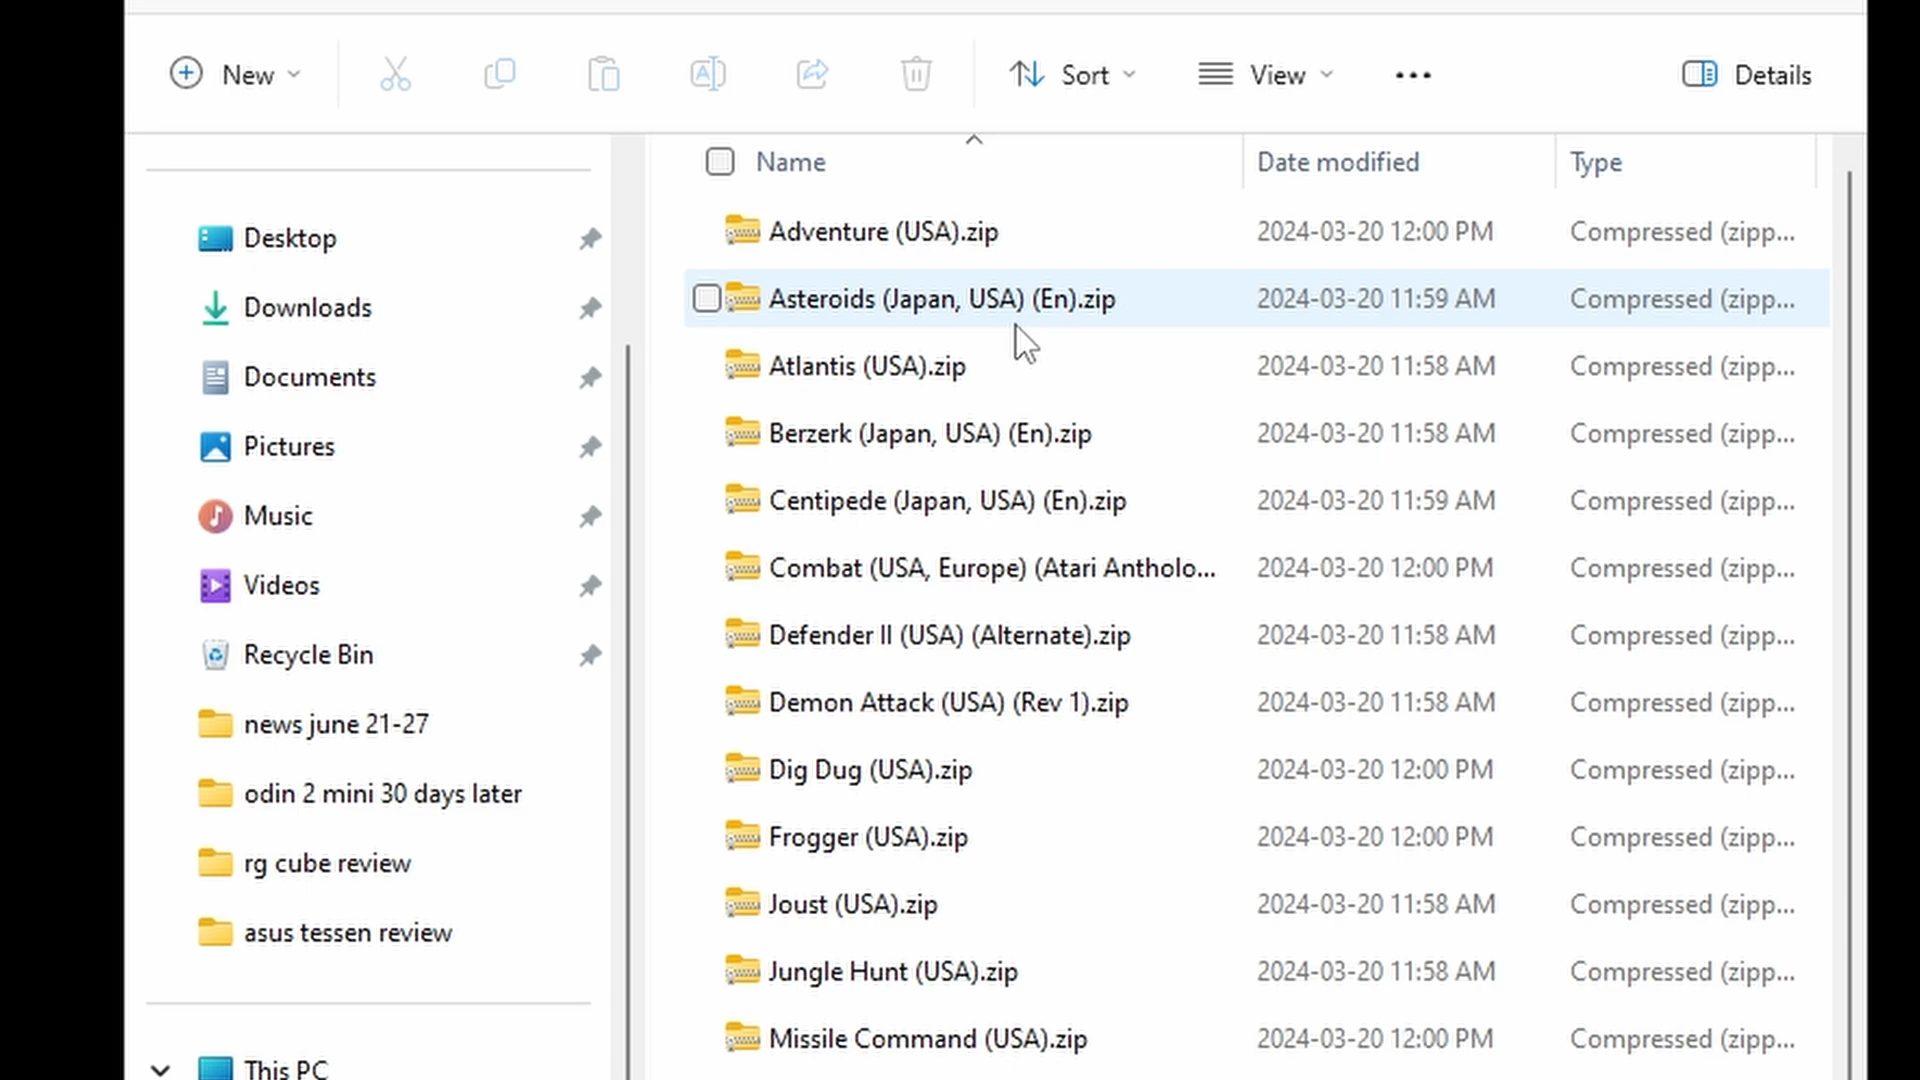 New
Sort
View
Details
Name Date modified Type
Desktop
Downloads
Documents
Pictures
Music
Videos
Recycle Bin
news june 21-27
odin 2 mini 30 days later
rg cube review
asus tessen review
This PC
Adventure (USA).zip 2024-03-20 12:00 PM Compressed (zipp...
Asteroids (Japan, USA) (En).zip 2024-03-20 11:59 AM Compressed (zipp...
Atlantis (USA).zip 2024-03-20 11:58 AM Compressed (zipp...
Berzerk (Japan, USA) (En).zip 2024-03-20 11:58 AM Compressed (zipp...
Centipede (Japan, USA) (En).zip 2024-03-20 11:59 AM Compressed (zipp...
Combat (USA, Europe) (Atari Antholo... 2024-03-20 12:00 PM Compressed (zipp...
Defender II (USA) (Alternate).zip 2024-03-20 11:58 AM Compressed (zipp...
Demon Attack (USA) (Rev 1).zip 2024-03-20 11:58 AM Compressed (zipp...
Dig Dug (USA).zip 2024-03-20 12:00 PM Compressed (zipp...
Frogger (USA).zip 2024-03-20 12:00 PM Compressed (zipp...
Joust (USA).zip 2024-03-20 11:58 AM Compressed (zipp...
Jungle Hunt (USA).zip 2024-03-20 11:58 AM Compressed (zipp...
Missile Command (USA).zip 2024-03-20 12:00 PM Compressed (zipp...